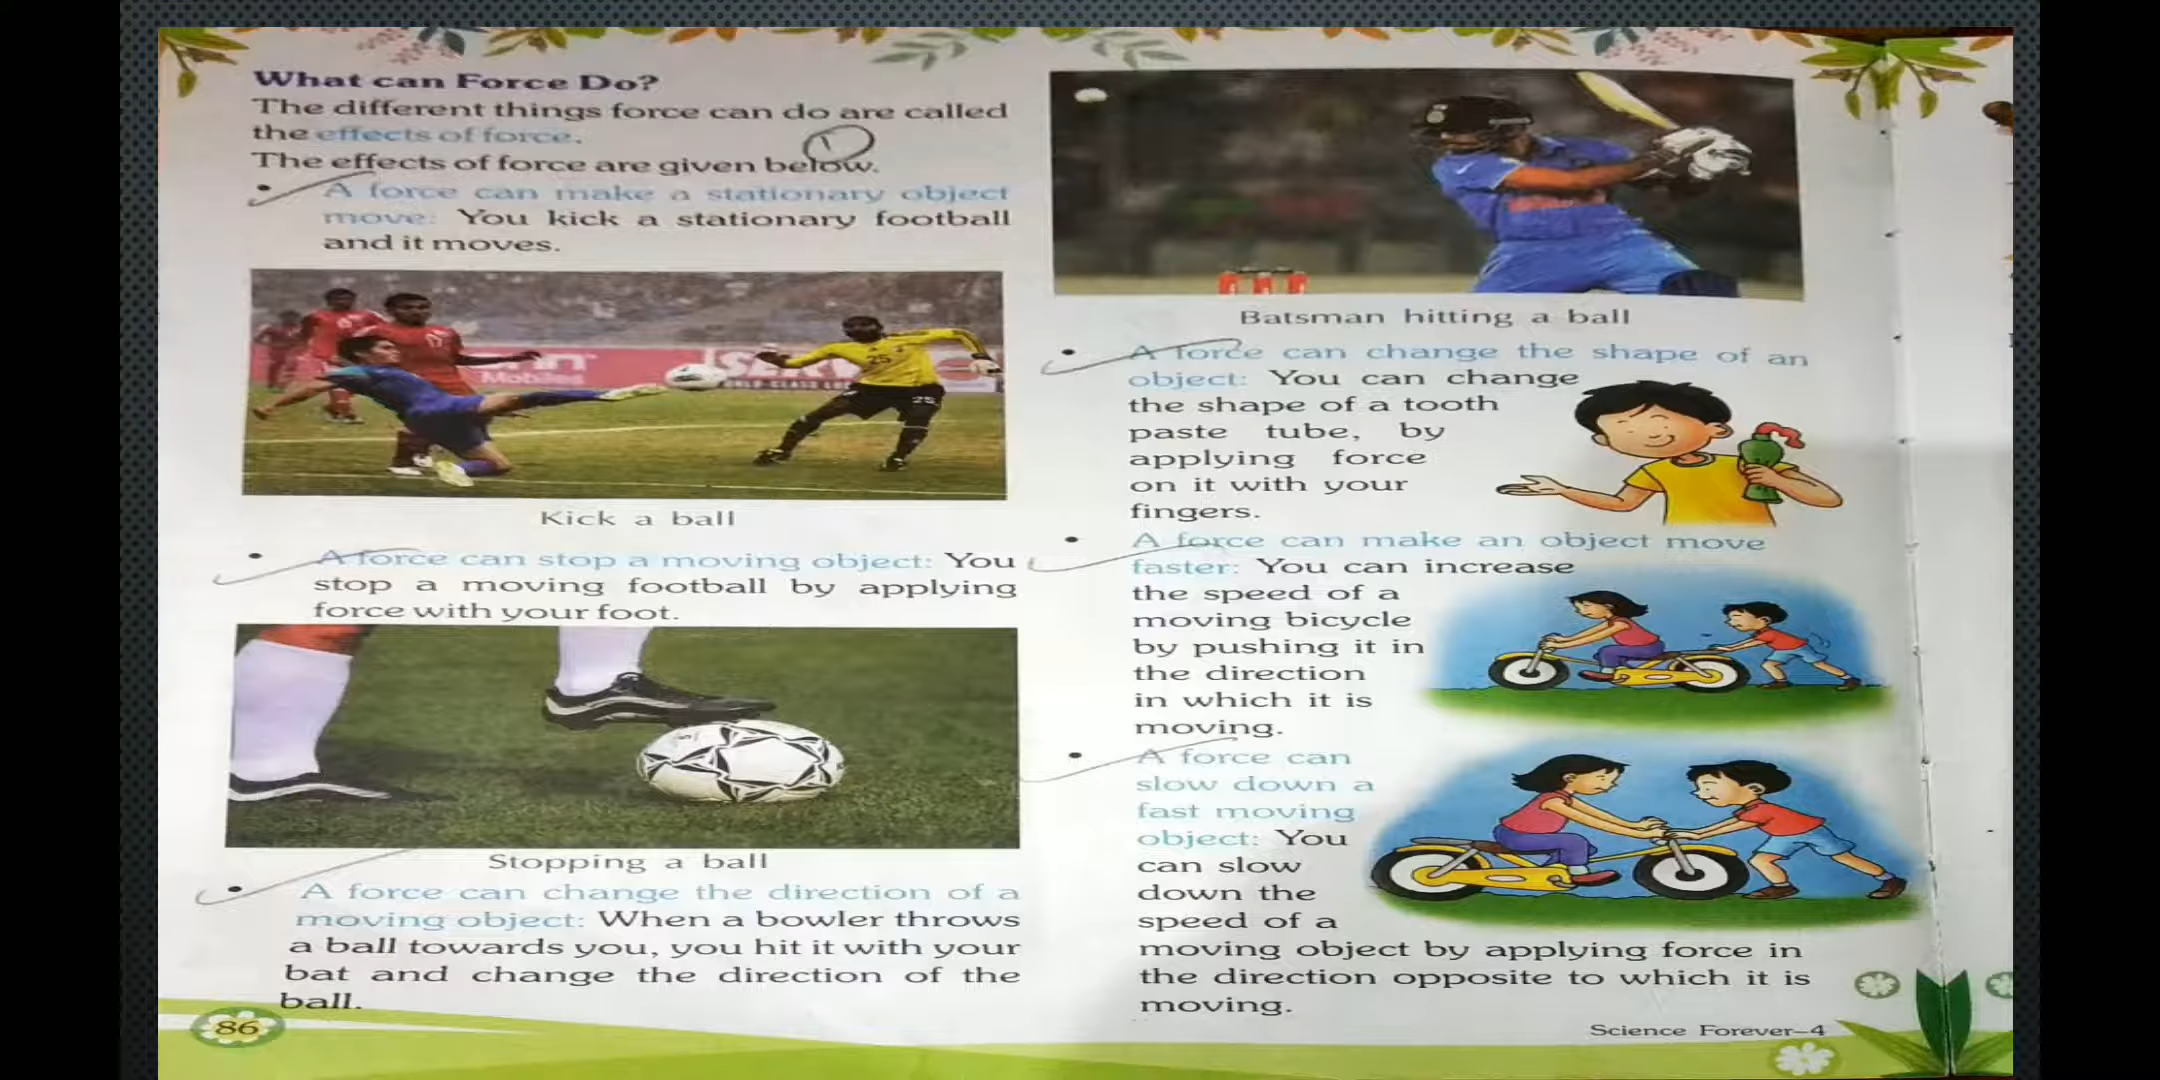 What can Force Do?
The different things force can do are called
the effects of force.
The effects of force are given below.
1
• A force can make a stationary object
move: You kick a stationary football
and it moves.
17
25
25
Kick a ball
• A force can stop a moving object: You
stop a moving football by applying
force with your foot.
Stopping a ball
• A force can change the direction of a
moving object: When a bowler throws
a ball towards you, you hit it with your
bat and change the direction of the
ball.
86
Batsman hitting a ball
• A force can change the shape of an
object: You can change
the shape of a tooth
paste tube, by
applying force
on it with your
fingers.
• A force can make an object move
faster: You can increase
the speed of a
moving bicycle
by pushing it in
the direction
in which it is
moving.
• A force can
slow down a
fast moving
object: You
can slow
down the
speed of a
moving object by applying force in
the direction opposite to which it is
moving.
Science Forever–4